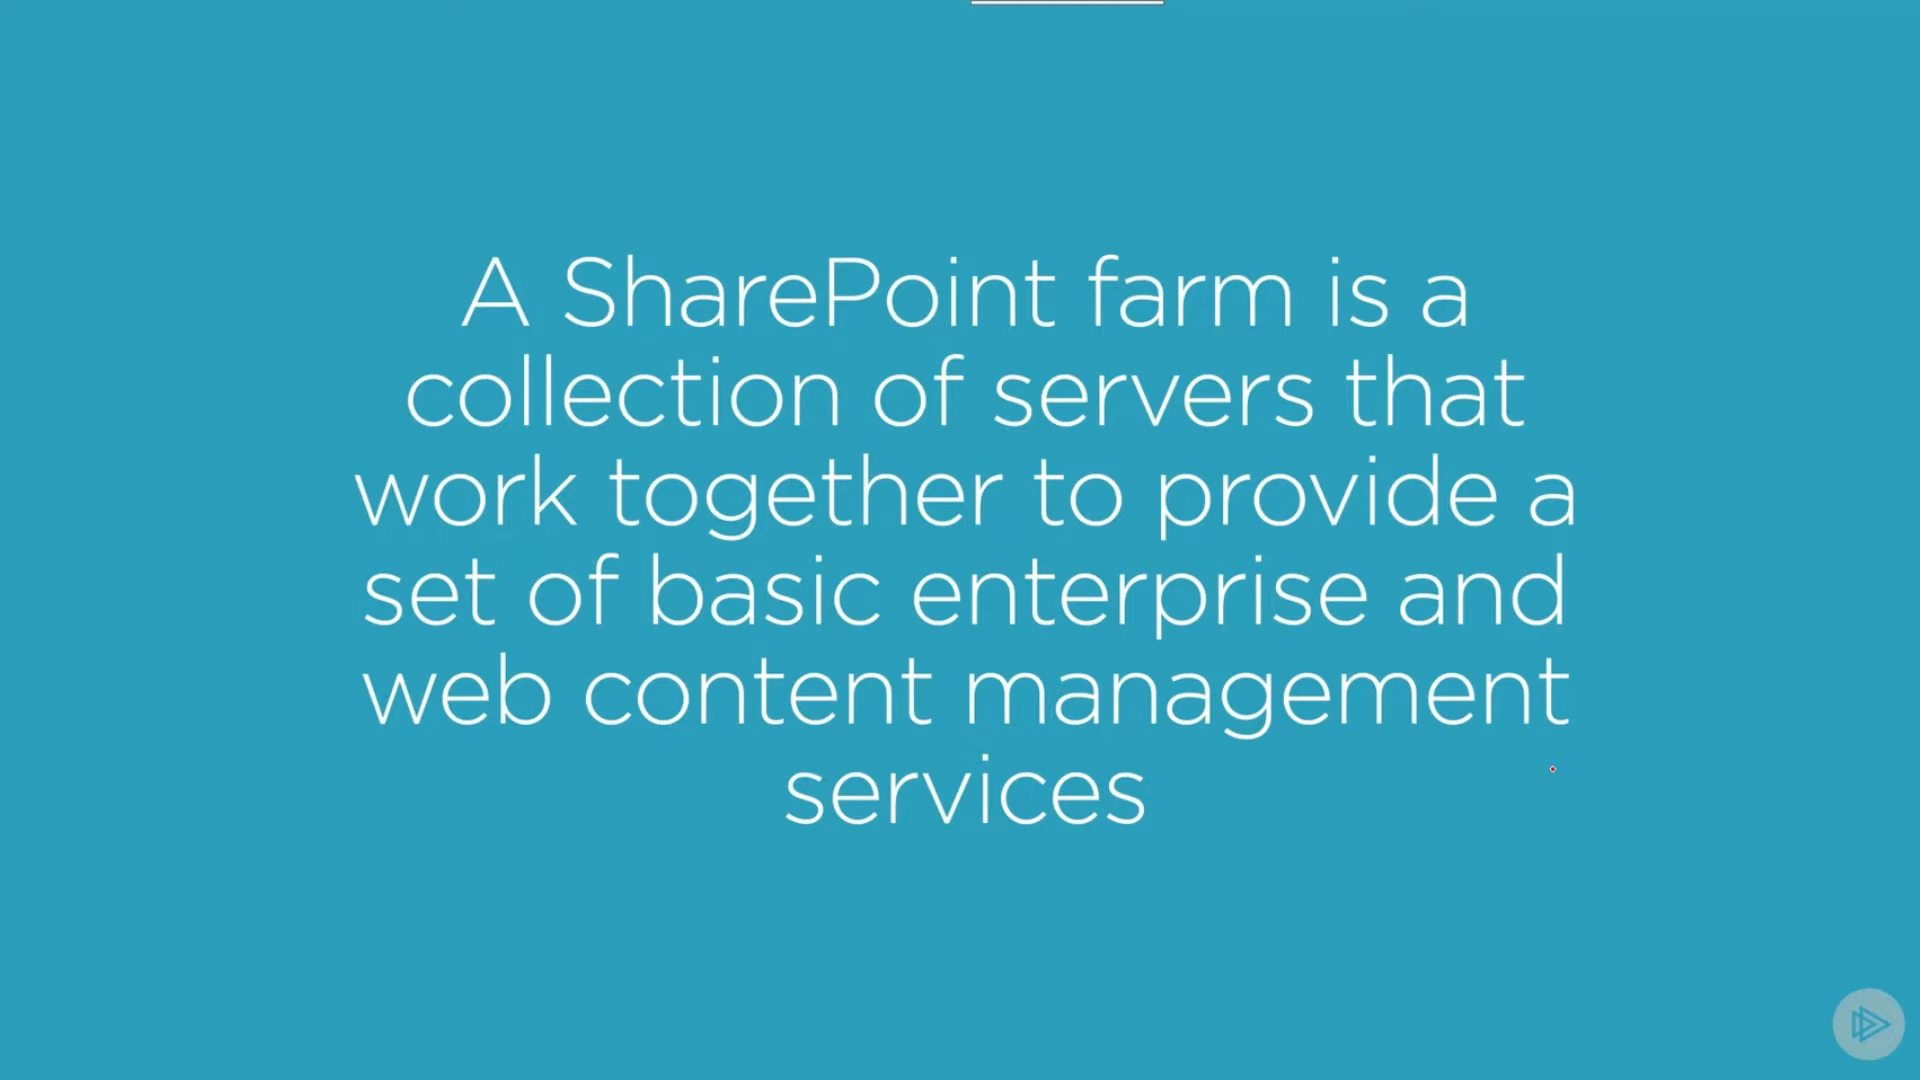 A SharePoint farm is a
collection of servers that
work together to provide a
set of basic enterprise and
web content management
services